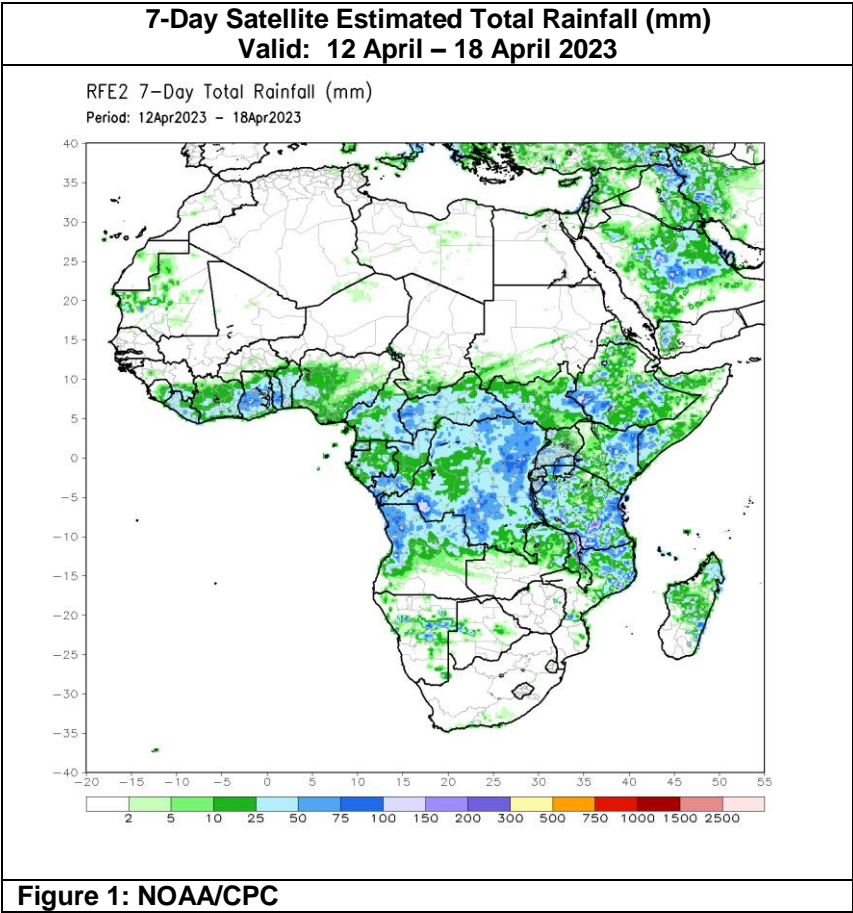 7-Day Satellite Estimated Total Rainfall (mm)
Valid: 12 April – 18 April 2023
RFE2 7-Day Total Rainfall (mm)
Period: 12Apr2023 - 18Apr2023
40
35
30
25
20
15
10
5
0
-5
-10
-15
-20
-25
-30
-35
-40
-20 -15 -10 -5 0 5 10 15 20 25 30 35 40 45 50 55
2 5 10 25 50 75 100 150 200 300 500 750 1000 1500 2500
Figure 1: NOAA/CPC